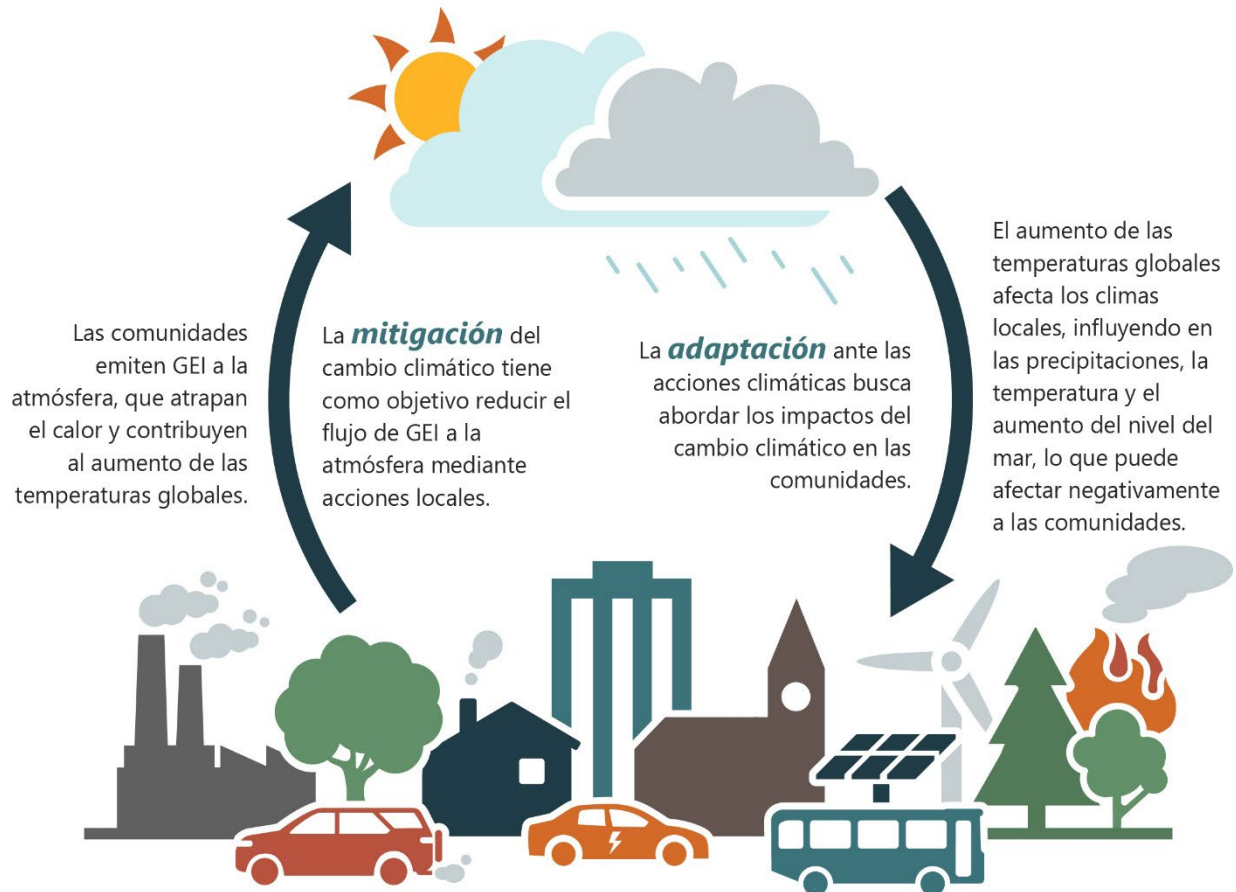 Las comunidades
emiten GEI a la
atmósfera, que atrapan
el calor y contribuyen
al aumento de las
temperaturas globales.
La mitigación del
cambio climático tiene
como objetivo reducir el
flujo de GEI a la
atmósfera mediante
acciones locales.
La adaptación ante las
acciones climáticas busca
abordar los impactos del
cambio climático en las
comunidades.
El aumento de las
temperaturas globales
afecta los climas
locales, influyendo en
las precipitaciones, la
temperatura y el
aumento del nivel del
mar, lo que puede
afectar negativamente
a las comunidades.